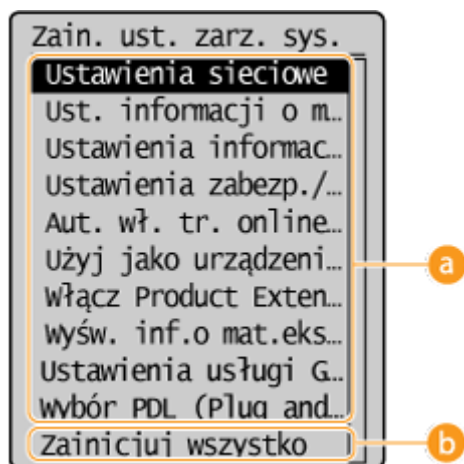 Zain. ust. zarz. sys.
Ustawienia sieciowe
Ust. informacji o m…
Ustawienia informac…
Ustawienia zabezp./…
Aut. wł. tr. online…
Użyj jako urządzeni…
Włącz Product Exten…
Wyśw. inf.o mat.eks…
Ustawienia usługi G…
Wybór PDL (Plug and…
Zainicjuj wszystko
a
b